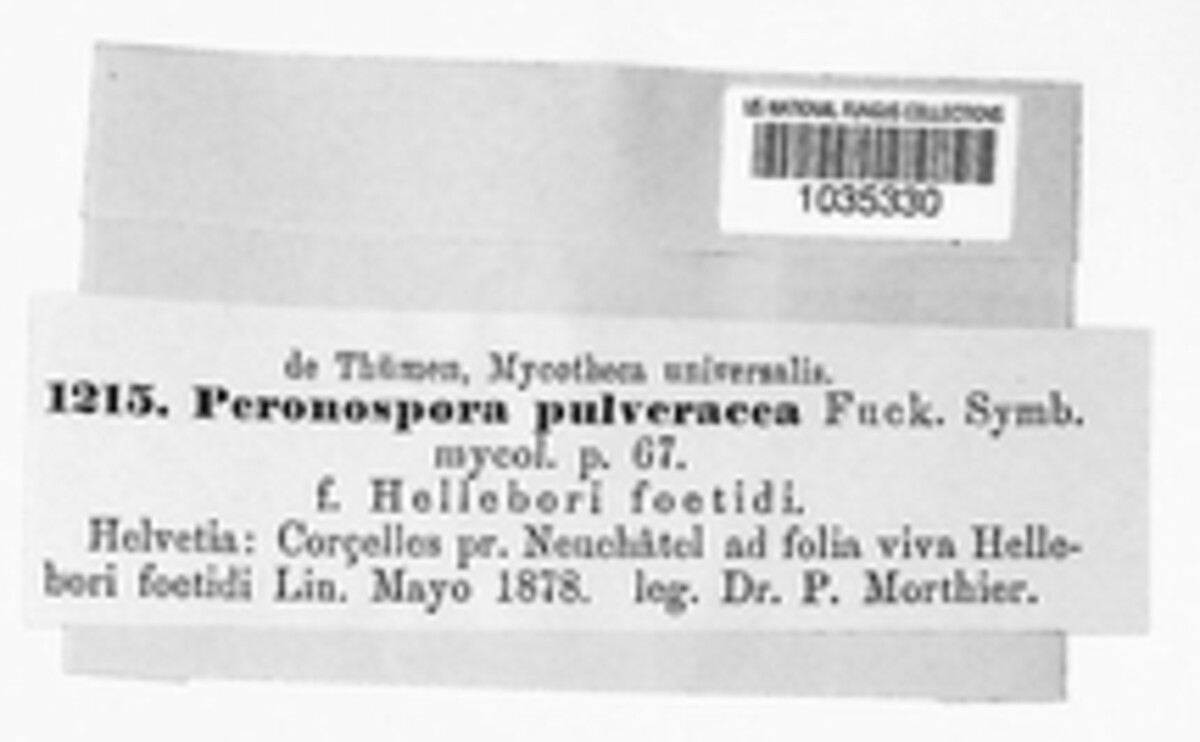 US NATIONAL FUNGUS COLLECTIONS
1035330
de Thümen, Mycotheca universalis.
1215. Peronospora pulveracea Fuck. Symb.
mycol. p. 67.
f. Hellebori foetidi.
Helvetia: Corçelles pr. Neuchâtel ad folia viva Helle-
bori foetidi Lin. Mayo 1878. leg. Dr. P. Morthier.